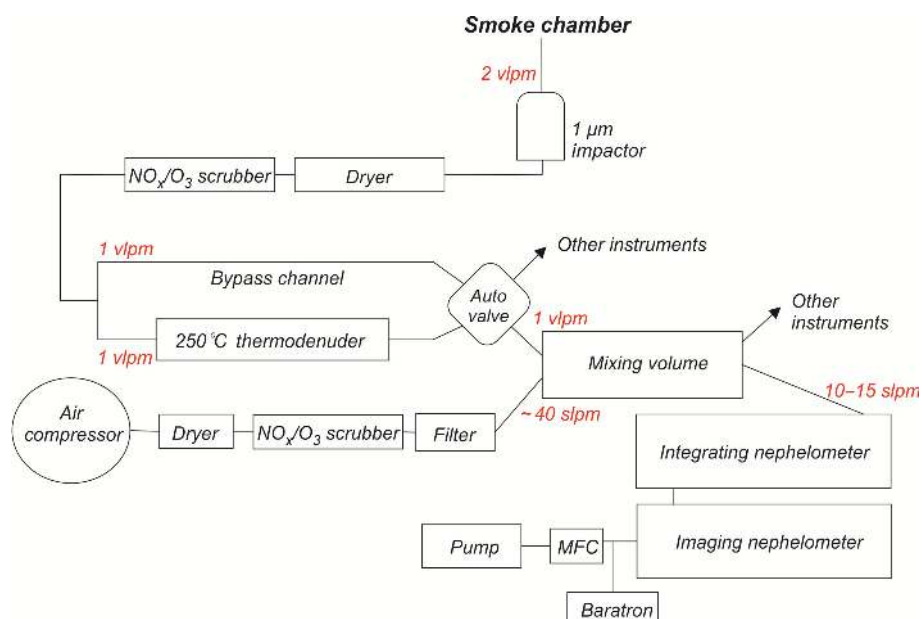 Smoke chamber
2 vlpm
1 µm
impactor
NOx/O3 scrubber
Dryer
1 vlpm
Bypass channel
Other instruments
Auto
valve
1 vlpm
250°C thermodenuder
1 vlpm
Other
instruments
Mixing volume
10–15 slpm
~40 slpm
Air
compressor
Dryer
NOx/O3 scrubber
Filter
Integrating nephelometer
Pump
MFC
Imaging nephelometer
Baratron